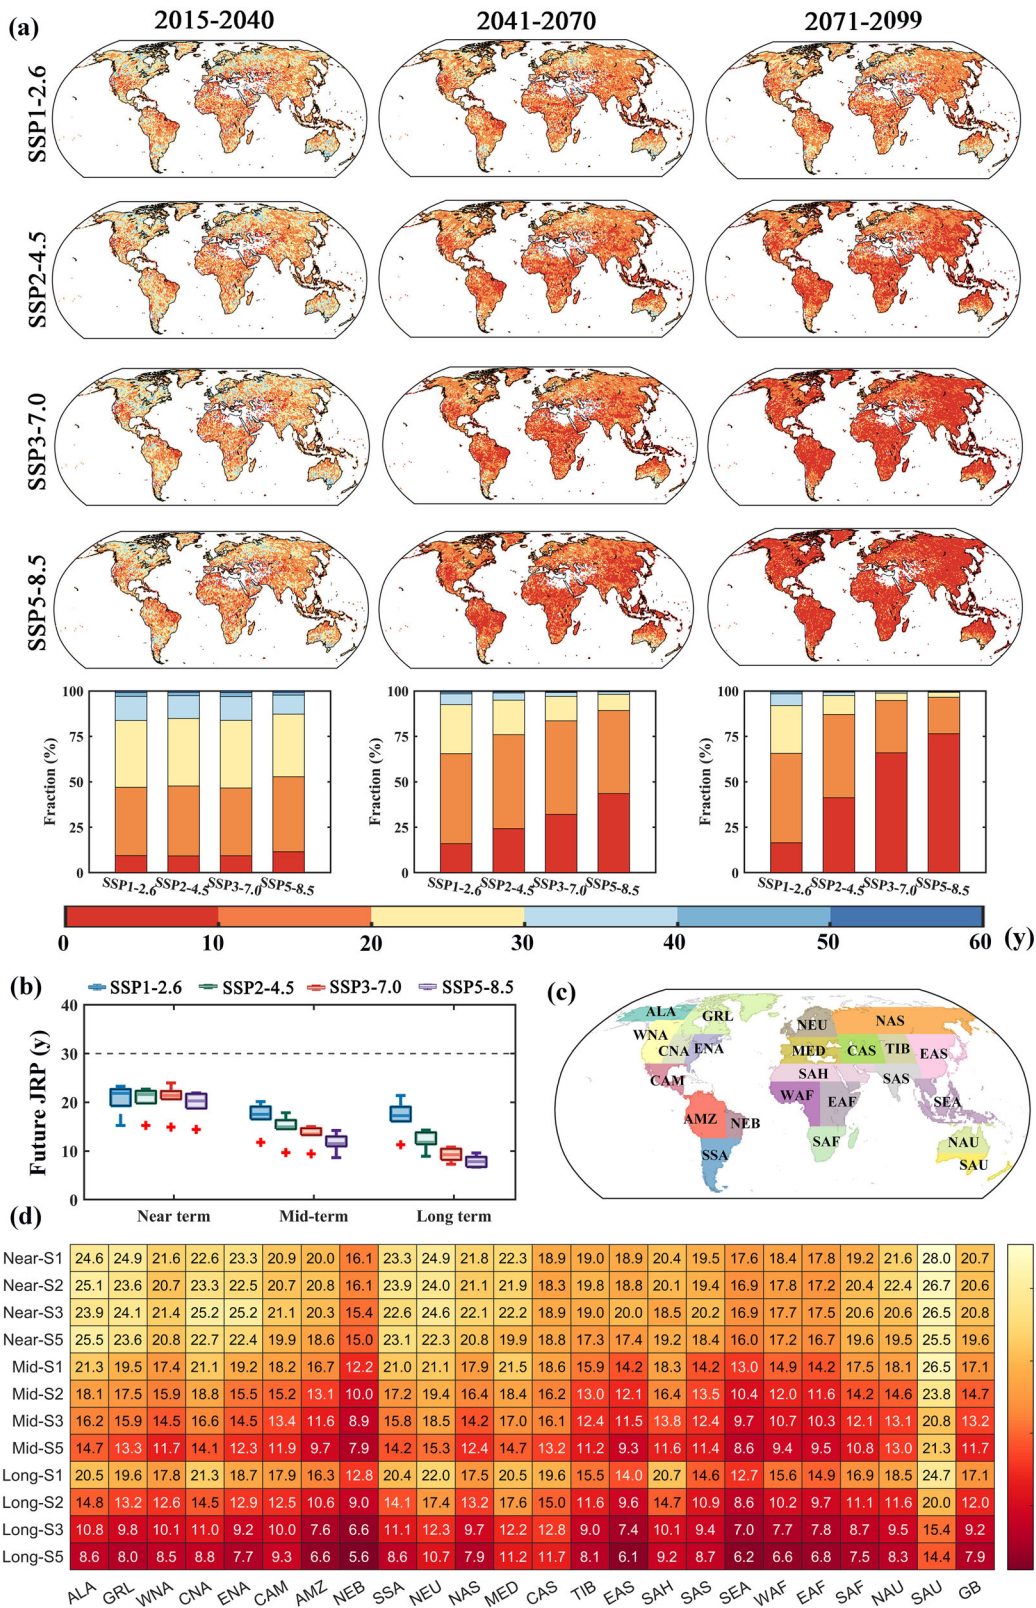 (a)
2015-2040 2041-2070 2071-2099
SSP1-2.6
SSP2-4.5
SSP3-7.0
SSP5-8.5
100 100 100
75 75 75
50 50 50
25 25 25
0 0 0
Fraction (%) Fraction (%) Fraction (%)
SSP1-2.6 SSP2-4.5 SSP3-7.0 SSP5-8.5 SSP1-2.6 SSP2-4.5 SSP3-7.0 SSP5-8.5 SSP1-2.6 SSP2-4.5 SSP3-7.0 SSP5-8.5
0 10 20 30 40 50 60 (y)
(b)
SSP1-2.6 SSP2-4.5 SSP3-7.0 SSP5-8.5
Future JRP (y)
40
30
20
10
0
Near term Mid-term Long term
(c)
ALA GRL NEU NAS
WNA CNA ENA MED CAS TIB EAS
CAM SAH SAS
WAF EAF SEA
AMZ NEB
SSA SAF NAU
SAU
(d)
Near-S1 24.6 24.9 21.6 22.6 23.3 20.9 20.0 16.1 23.3 24.9 21.8 22.3 18.9 19.0 18.9 20.4 19.5 17.6 18.4 17.8 19.2 21.6 28.0 20.7
Near-S2 25.1 23.6 20.7 23.3 22.5 20.7 20.8 16.1 23.9 24.0 21.1 21.9 18.3 19.8 18.8 20.1 19.4 16.9 17.8 17.2 20.4 22.4 26.7 20.6
Near-S3 23.9 24.1 21.4 25.2 25.2 21.1 20.3 15.4 22.6 24.6 22.1 22.2 18.9 19.0 20.0 18.5 20.2 16.9 17.7 17.5 20.6 20.6 26.5 20.8
Near-S5 25.5 23.6 20.8 22.7 22.4 19.9 18.6 15.0 23.1 22.3 20.8 19.9 18.8 17.3 17.4 19.2 18.4 16.0 17.2 16.7 19.6 19.5 25.5 19.6
Mid-S1 21.3 19.5 17.4 21.1 19.2 18.2 16.7 12.2 21.0 21.1 17.9 21.5 18.6 15.9 14.2 18.3 14.2 13.0 14.9 14.2 17.5 18.1 26.5 17.1
Mid-S2 18.1 17.5 15.9 18.8 15.5 15.2 13.1 10.0 17.2 19.4 16.4 18.4 16.2 13.0 12.1 16.4 13.5 10.4 12.0 11.6 14.2 14.6 23.8 14.7
Mid-S3 16.2 15.9 14.5 16.6 14.5 13.4 11.6 8.9 15.8 18.5 14.2 17.0 16.1 12.4 11.5 13.8 12.4 9.7 10.7 10.3 12.1 13.1 20.8 13.2
Mid-S5 14.7 13.3 11.7 14.1 12.3 11.9 9.7 7.9 14.2 15.3 12.4 14.7 13.2 11.2 9.3 11.6 11.4 8.6 9.4 9.5 10.8 13.0 21.3 11.7
Long-S1 20.5 19.6 17.8 21.3 18.7 17.9 16.3 12.8 20.4 22.0 17.5 20.5 19.6 15.5 14.0 20.7 14.6 12.7 15.6 14.9 16.9 18.5 24.7 17.1
Long-S2 14.8 13.2 12.6 14.5 12.9 12.5 10.6 9.0 14.1 17.4 13.2 17.6 15.0 11.6 9.6 14.7 10.9 8.6 10.2 9.7 11.1 11.6 20.0 12.0
Long-S3 10.8 9.8 10.1 11.0 9.2 10.0 7.6 6.6 11.1 12.3 9.7 12.2 12.8 9.0 7.4 10.1 9.4 7.0 7.7 7.8 8.7 9.5 15.4 9.2
Long-S5 8.6 8.0 8.5 8.8 7.7 9.3 6.6 5.6 8.6 10.7 7.9 11.2 11.7 8.1 6.1 9.2 8.7 6.2 6.6 6.8 7.5 8.3 14.4 7.9
ALA GRL WNA CNA ENA CAM AMZ NEB SSA NEU NAS MED CAS TIB EAS SAH SAS SEA WAF EAF SAF NAU SAU GB